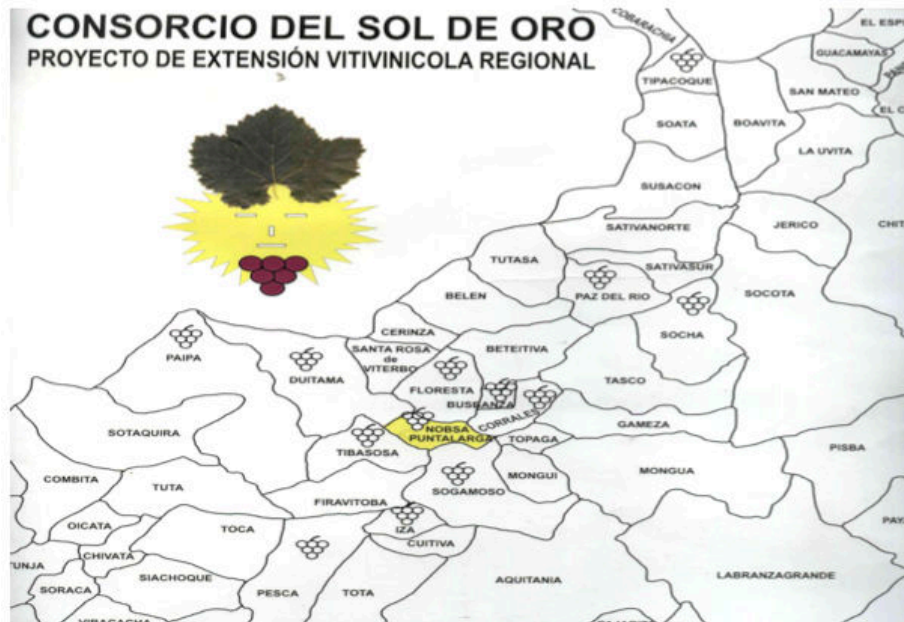 CONSORCIO DEL SOL DE ORO
PROYECTO DE EXTENSIÓN VITIVINICOLA REGIONAL
COBARACHIA
EL ESPI
GUACAMAYAS
TIPACOQUE
SAN MATEO
EL C
SOATA
BOAVITA
LA UVITA
SUSACON
SATIVANORTE
JERICO
CHIT
TUTASA
SATIVASUR
PAZ DEL RIO
SOCOTA
BELEN
CERINZA
SOCHA
PAIPA
SANTA ROSA
de
VITERBO
BETEITIVA
DUITAMA
FLORESTA
TASCO
BUSBANZA
CORRALES
GAMEZA
SOTAQUIRA
NOBSA
PUNTALARGA
TOPAGA
TIBASOSA
PISBA
COMBITA
TUTA
SOGAMOSO
MONGUI
MONGUA
FIRAVITOBA
OICATA
TOCA
IZA
PAY
CHIVATA
CUITIVA
TUNJA
SIACHOQUE
AQUITANIA
LABRANZAGRANDE
SORACA
PESCA
TOTA